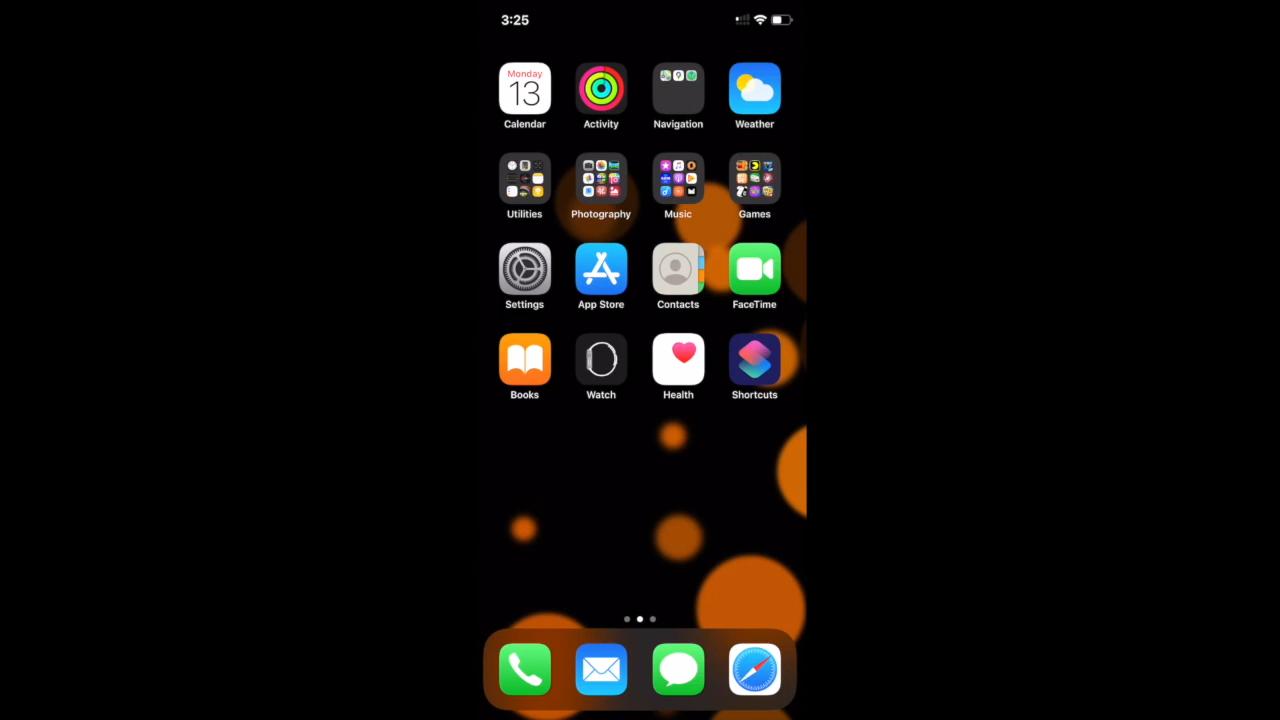 3:25
Monday
13
Calendar Activity Navigation Weather
Utilities Photography Music Games
Settings App Store Contacts FaceTime
Books Watch Health Shortcuts